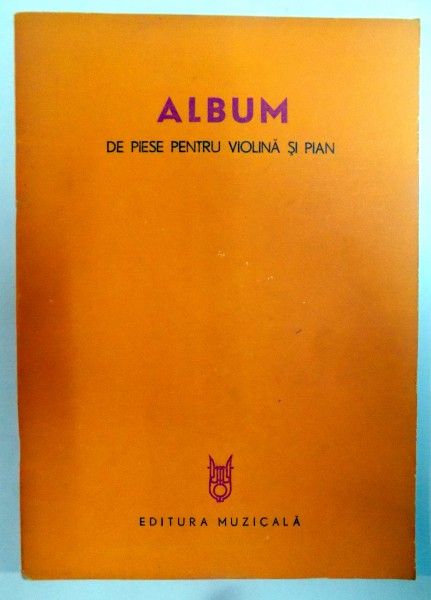 ALBUM
DE PIESE PENTRU VIOLINĂ ȘI PIAN
EDITURA MUZICALĂ